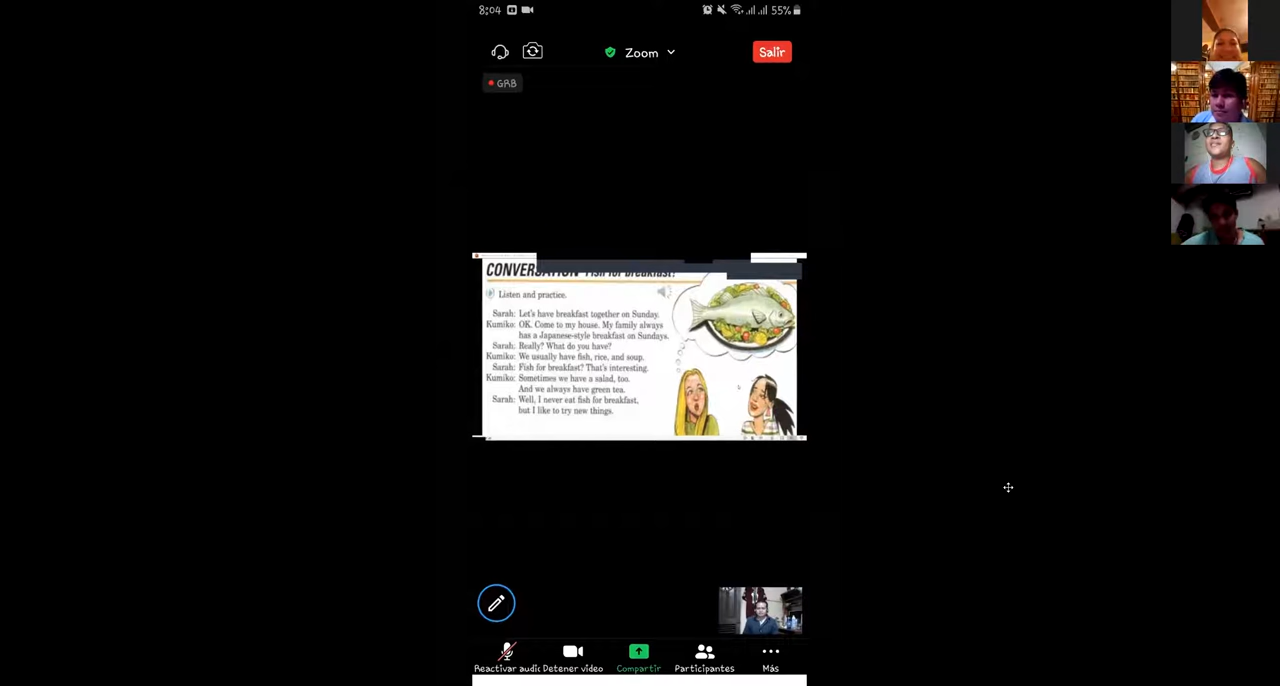 8:04
55%
Zoom
Salir
GRB
CONVERSATION Fish for breakfast?
Listen and practice.
Sarah: Let's have breakfast together on Sunday.
Kumiko: OK. Come to my house. My family always
has a Japanese-style breakfast on Sundays.
Sarah: Really? What do you have?
Kumiko: We usually have fish, rice, and soup.
Sarah: Fish for breakfast? That's interesting.
Kumiko: Sometimes we have a salad, too.
And we always have green tea.
Sarah: Well, I never eat fish for breakfast,
but I like to try new things.
Reactivar audio Detener video Compartir Participantes Más